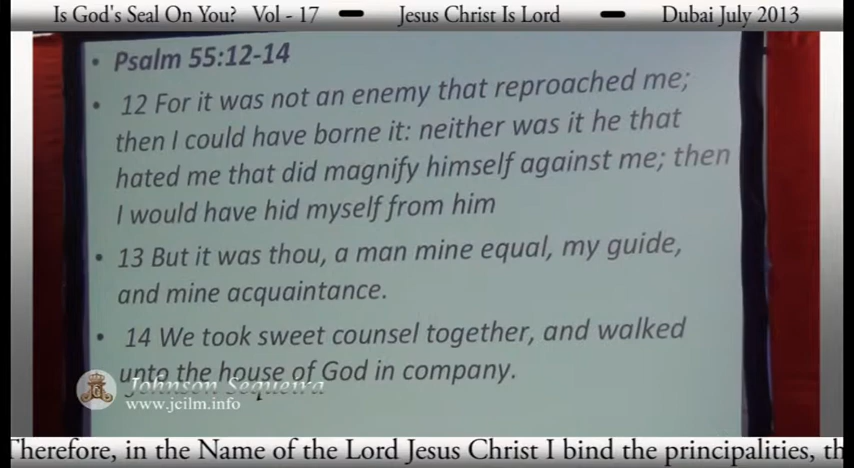 Is God's Seal On You? Vol - 17 — Jesus Christ Is Lord — Dubai July 2013
• Psalm 55:12-14
• 12 For it was not an enemy that reproached me;
then I could have borne it: neither was it he that
hated me that did magnify himself against me; then
I would have hid myself from him
• 13 But it was thou, a man mine equal, my guide,
and mine acquaintance.
• 14 We took sweet counsel together, and walked
unto the house of God in company.
Johnson Sequeira
www.jcilm.info
Therefore, in the Name of the Lord Jesus Christ I bind the principalities, th